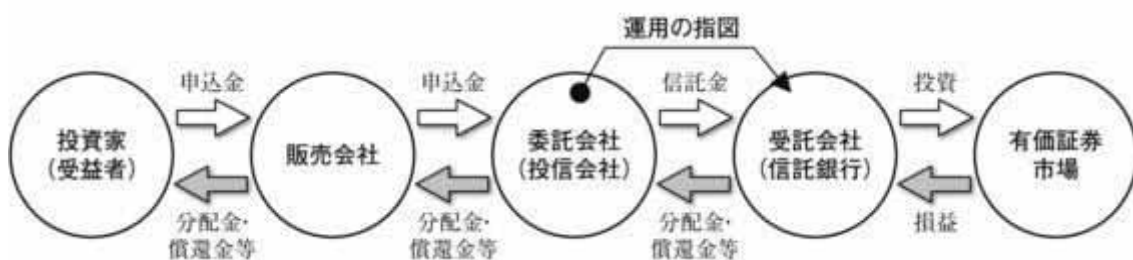 運用の指図
申込金
申込金
信託金
投資
投資家
(受益者)
販売会社
委託会社
(投信会社)
受託会社
(信託銀行)
有価証券
市場
分配金・
償還金等
分配金・
償還金等
分配金・
償還金等
損益